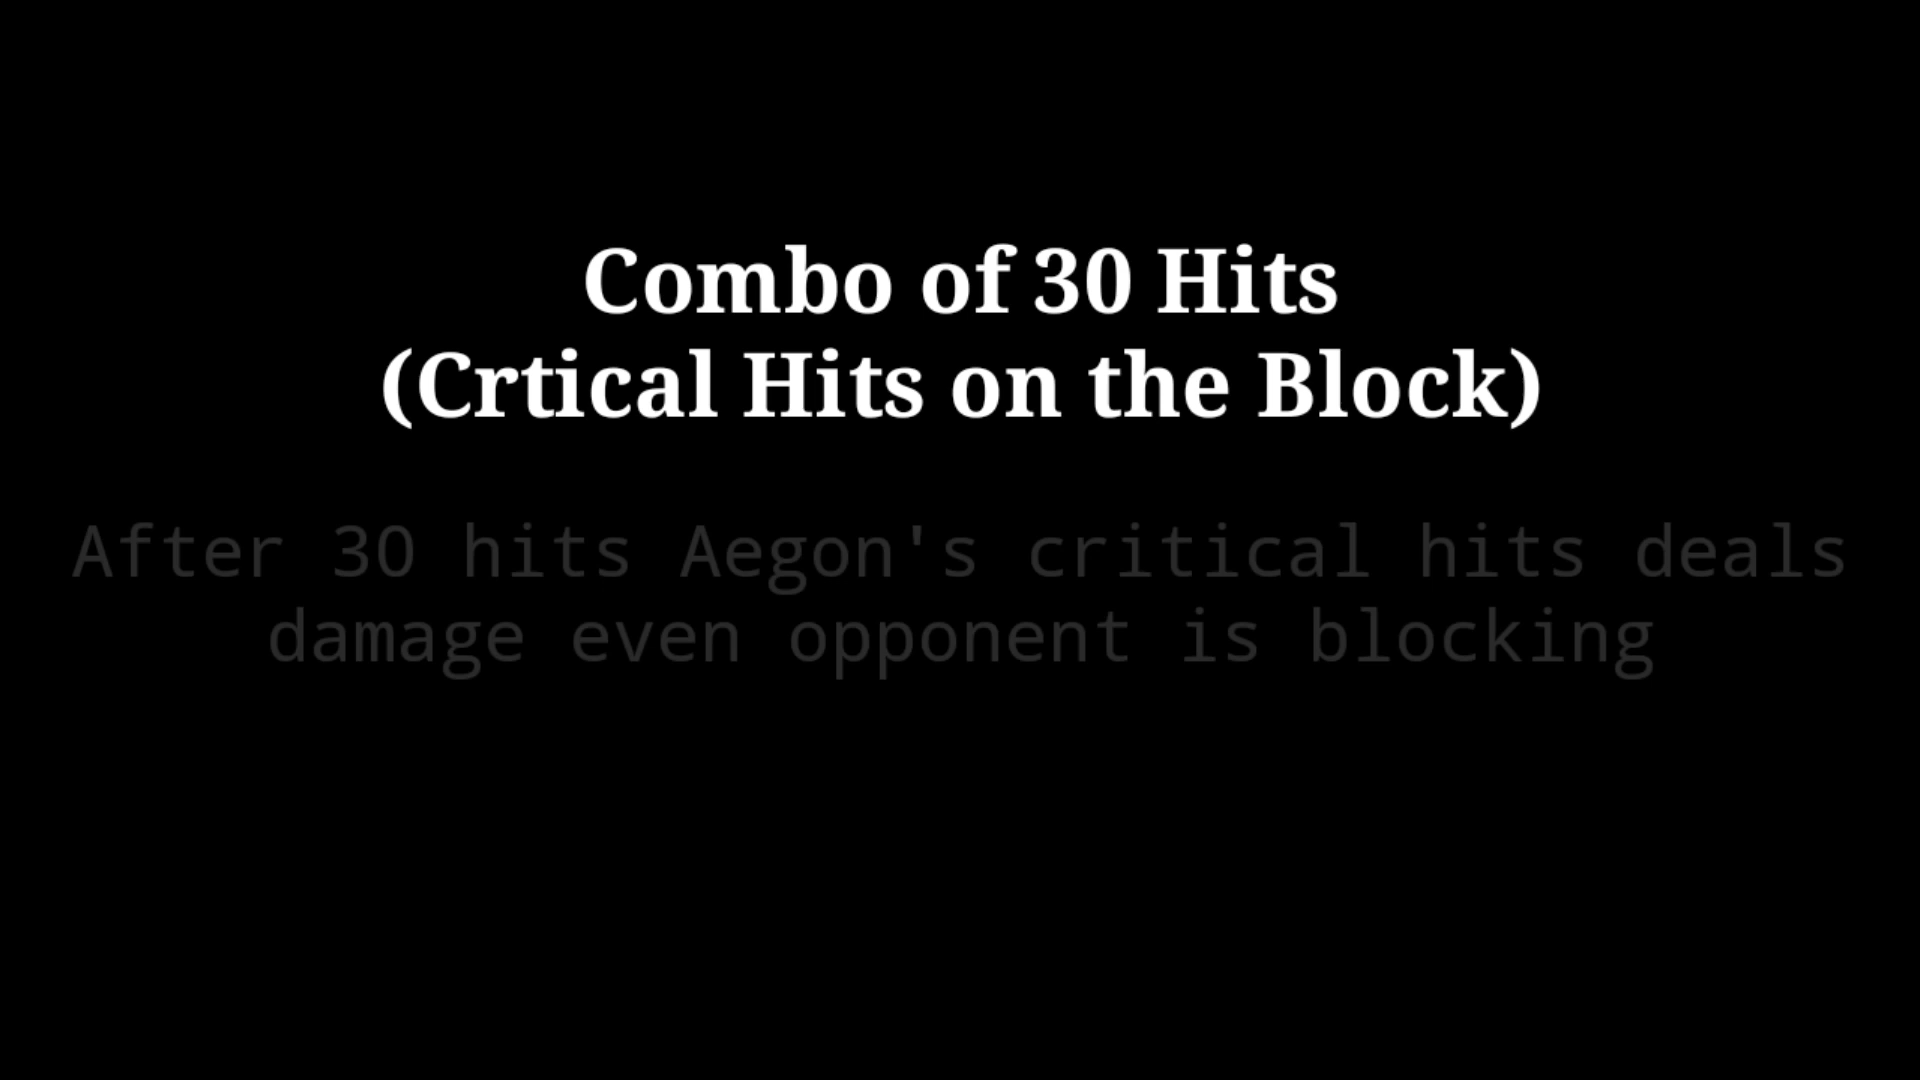 Combo of 30 Hits
(Crtical Hits on the Block)
After 30 hits Aegon's critical hits deals
damage even opponent is blocking